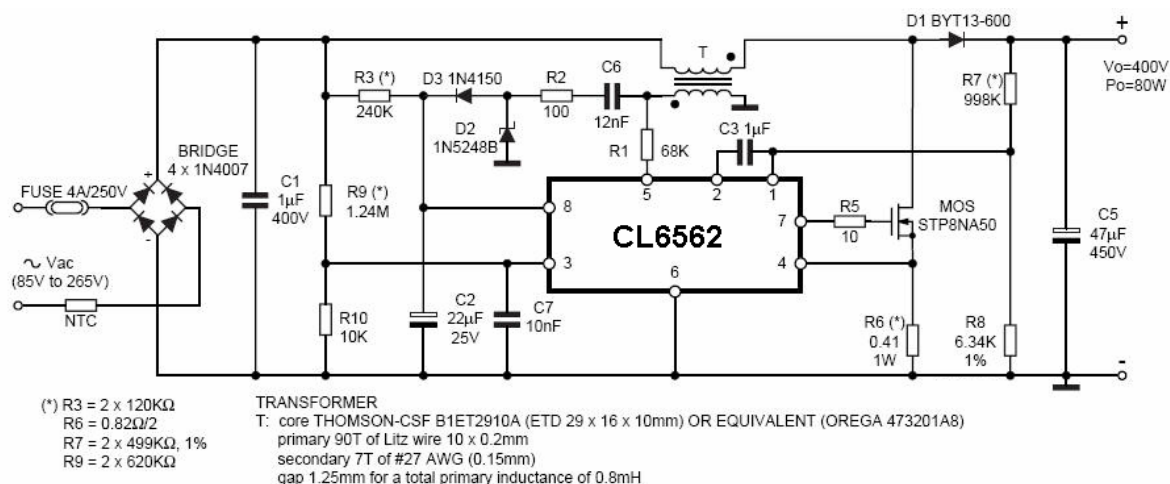 D1 BYT13-600
+
Vo=400V
Po=80W
T
R3 (*)
240K
D3 1N4150
R2
100
C6
12nF
R7 (*)
998K
D2
1N5248B
C3 1µF
R1
68K
BRIDGE
4 x 1N4007
+
-
FUSE 4A/250V
C1
1µF
400V
R9 (*)
1.24M
5
2
1
8
3
CL6562
7
4
6
R5
10
MOS
STP8NA50
C5
47µF
450V
∿ Vac
(85V to 265V)
NTC
R10
10K
C2
22µF
25V
C7
10nF
R6 (*)
0.41
1W
R8
6.34K
1%
-
(*) R3 = 2 x 120KΩ
R6 = 0.82Ω/2
R7 = 2 x 499KΩ, 1%
R9 = 2 x 620KΩ
TRANSFORMER
T: core THOMSON-CSF B1ET2910A (ETD 29 x 16 x 10mm) OR EQUIVALENT (OREGA 473201A8)
primary 90T of Litz wire 10 x 0.2mm
secondary 7T of #27 AWG (0.15mm)
gap 1.25mm for a total primary inductance of 0.8mH